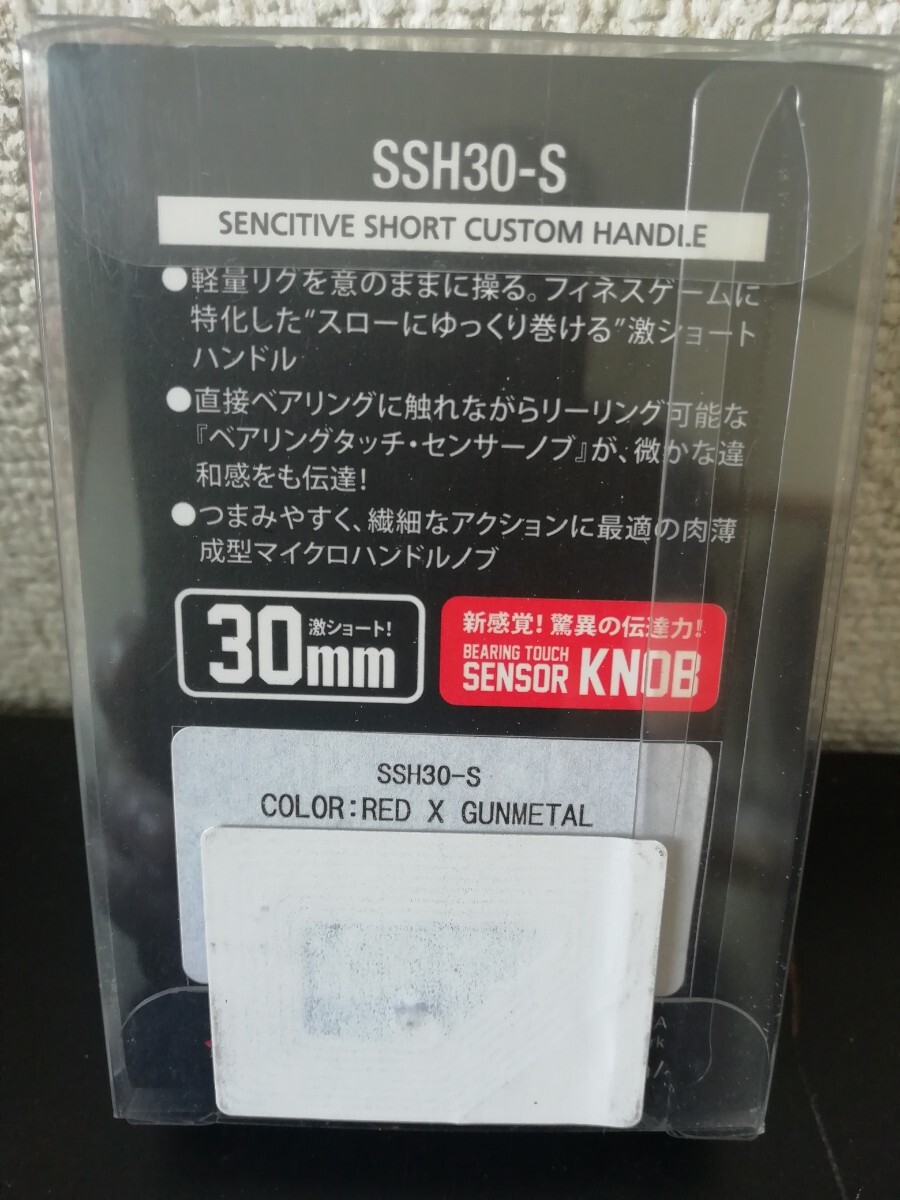 SSH30-S
SENCITIVE SHORT CUSTOM HANDLE
●軽量リグを意のままに操る。フィネスゲームに
特化した"スローにゆっくり巻ける"激ショート
ハンドル
●直接ベアリングに触れながらリーリング可能な
『ベアリングタッチ・センサーノブ』が、微かな違
和感をも伝達!
●つまみやすく、繊細なアクションに最適の肉薄
成型マイクロハンドルノブ
30mm 激ショート!
新感覚!驚異の伝達力!
BEARING TOUCH
SENSOR KNOB
SSH30-S
COLOR:RED X GUNMETAL